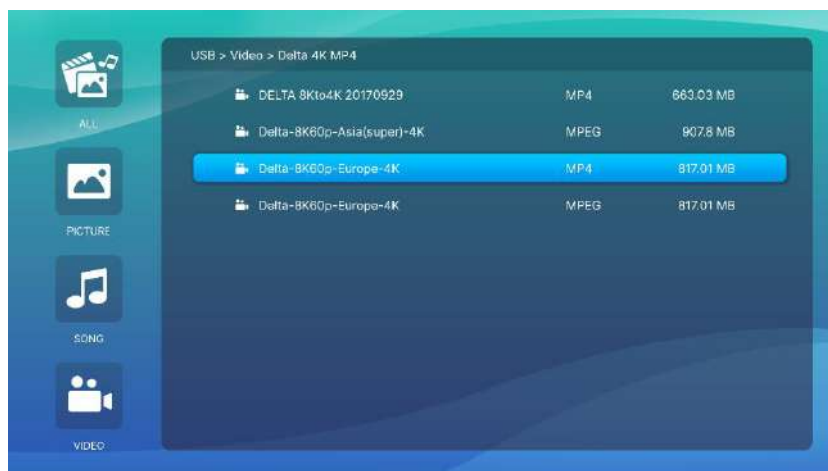 USB > Video > Delta 4K MP4
ALL
DELTA 8Kto4K 20170929 MP4 663.03 MB
Delta-8K60p-Asia(super)-4K MPEG 907.8 MB
Delta-8K60p-Europe-4K MP4 817.01 MB
Delta-8K60p-Europe-4K MPEG 817.01 MB
PICTURE
SONG
VIDEO